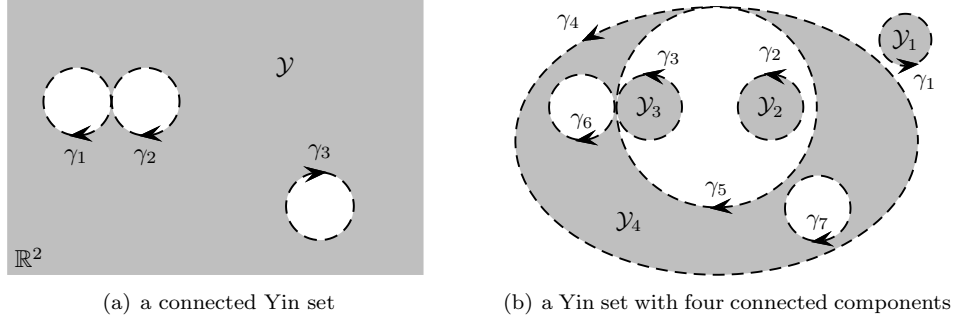 𝒴
γ₁ γ₂
γ₃
ℝ²
(a) a connected Yin set
γ₄
𝒴₁
γ₁
γ₃ γ₂
𝒴₃ 𝒴₂
γ₆
γ₅
𝒴₄
γ₇
(b) a Yin set with four connected components